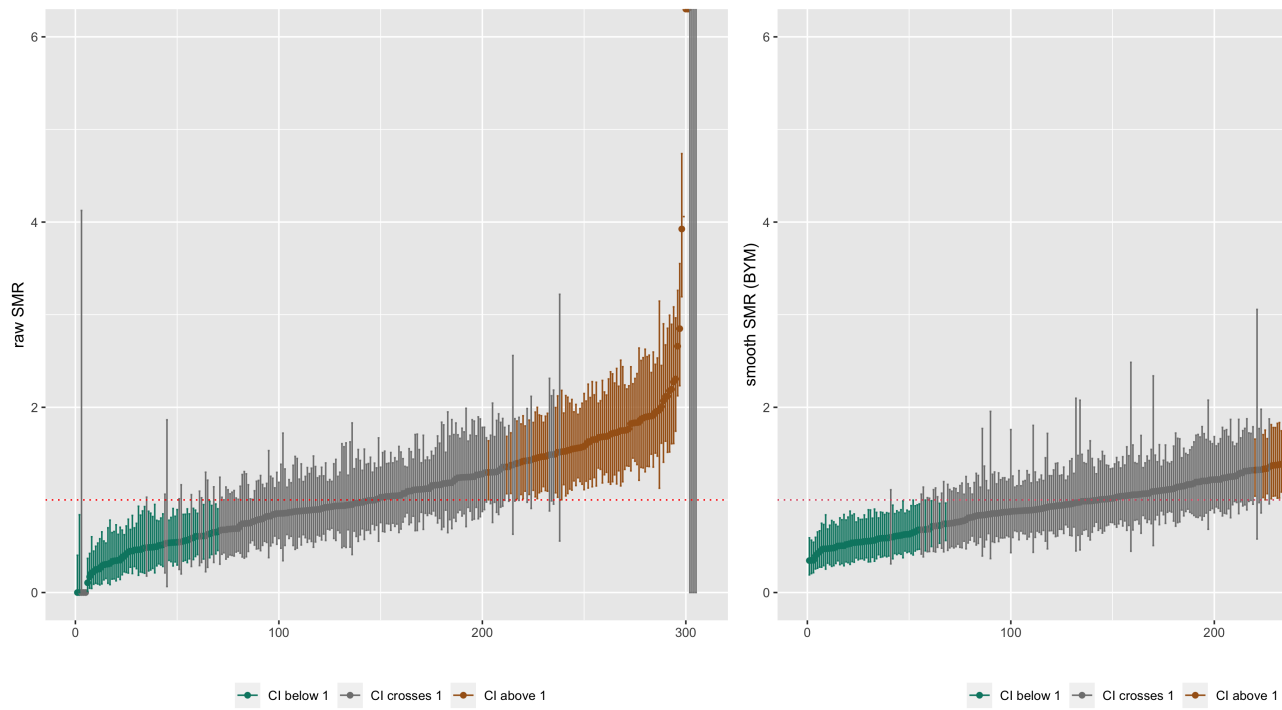 raw SMR
6
4
2
0
0
100
200
300
CI below 1
CI crosses 1
CI above 1
smooth SMR (BYM)
6
4
2
0
0
100
200
CI below 1
CI crosses 1
CI above 1